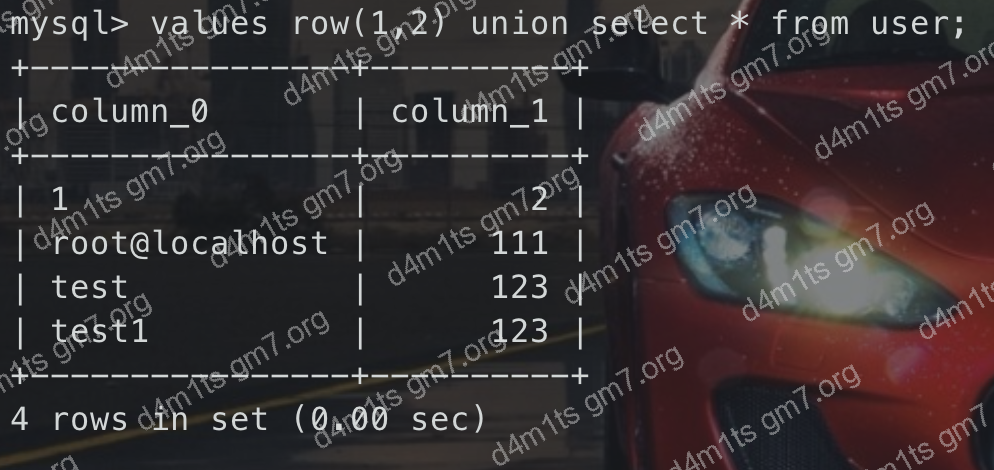 mysql> values row(1,2) union select * from user;
+----------------+----------+
| column_0       | column_1 |
+----------------+----------+
| 1              |        2 |
| root@localhost |      111 |
| test           |      123 |
| test1          |      123 |
+----------------+----------+
4 rows in set (0.00 sec)
d4m1ts gm7.org